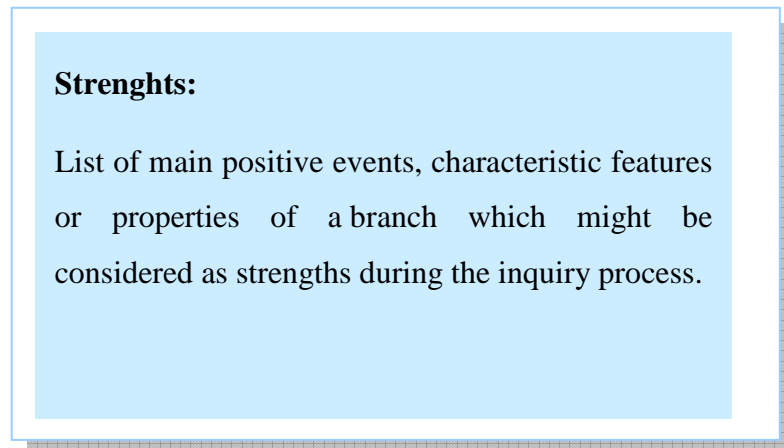 Strenghts:
List of main positive events, characteristic features
or properties of a branch which might be
considered as strengths during the inquiry process.